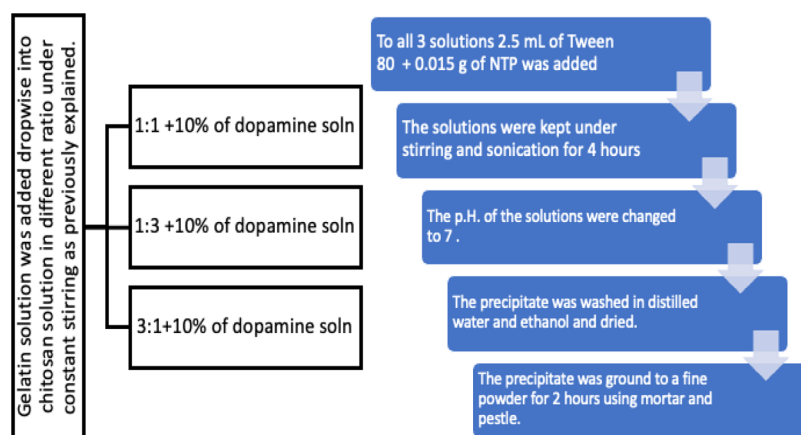 Gelatin solution was added dropwise into
chitosan solution in different ratio under
constant stirring as previously explained.
1:1 +10% of dopamine soln
1:3 +10% of dopamine soln
3:1+10% of dopamine soln
To all 3 solutions 2.5 mL of Tween
80 + 0.015 g of NTP was added
The solutions were kept under
stirring and sonication for 4 hours
The p.H. of the solutions were changed
to 7 .
The precipitate was washed in distilled
water and ethanol and dried.
The precipitate was ground to a fine
powder for 2 hours using mortar and
pestle.